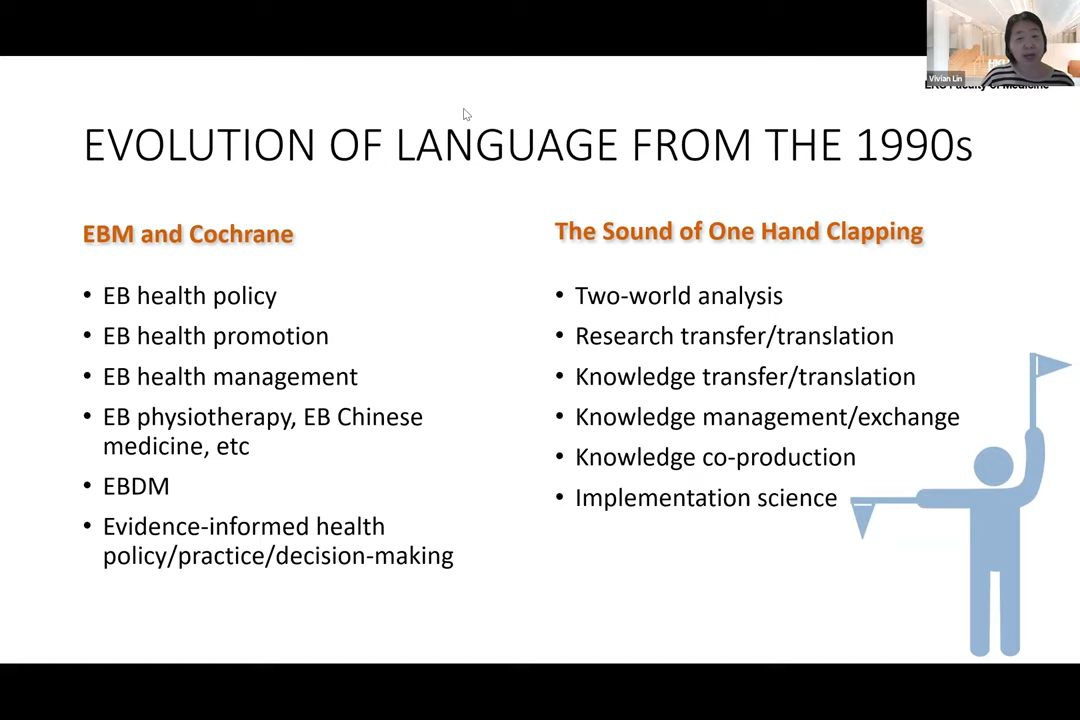 Vivian Lin
Faculty of Medicine
EVOLUTION OF LANGUAGE FROM THE 1990s
EBM and Cochrane
• EB health policy
• EB health promotion
• EB health management
• EB physiotherapy, EB Chinese
medicine, etc
• EBDM
• Evidence-informed health
policy/practice/decision-making
The Sound of One Hand Clapping
• Two-world analysis
• Research transfer/translation
• Knowledge transfer/translation
• Knowledge management/exchange
• Knowledge co-production
• Implementation science